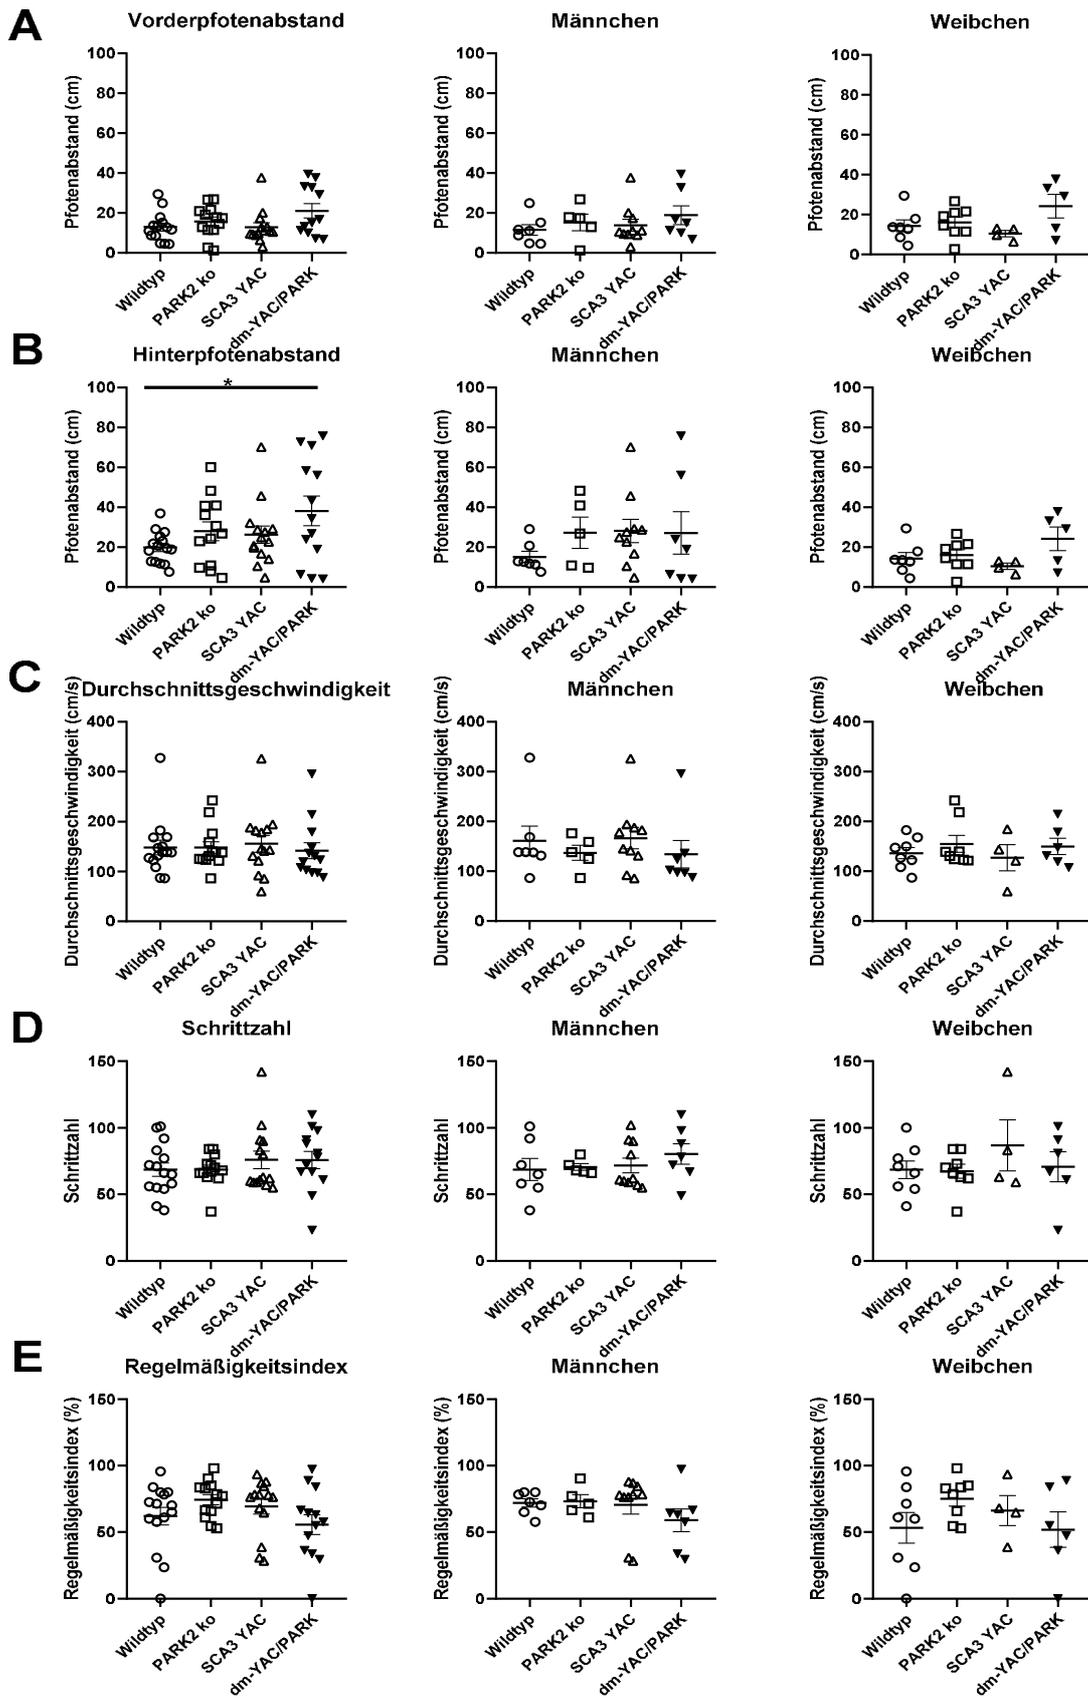 A
Vorderpfotenabstand
Männchen
Weibchen
Pfotenabstand (cm)
100
80
60
40
20
0
Wildtyp
PARK2 ko
SCA3 YAC
dm-YAC/PARK
Pfotenabstand (cm)
100
80
60
40
20
0
Wildtyp
PARK2 ko
SCA3 YAC
dm-YAC/PARK
Pfotenabstand (cm)
100
80
60
40
20
0
Wildtyp
PARK2 ko
SCA3 YAC
dm-YAC/PARK
B
Hinterpfotenabstand
Männchen
Weibchen
*
Pfotenabstand (cm)
100
80
60
40
20
0
Wildtyp
PARK2 ko
SCA3 YAC
dm-YAC/PARK
Pfotenabstand (cm)
100
80
60
40
20
0
Wildtyp
PARK2 ko
SCA3 YAC
dm-YAC/PARK
Pfotenabstand (cm)
100
80
60
40
20
0
Wildtyp
PARK2 ko
SCA3 YAC
dm-YAC/PARK
C
Durchschnittsgeschwindigkeit
Männchen
Weibchen
Durchschnittsgeschwindigkeit (cm/s)
400
300
200
100
0
Wildtyp
PARK2 ko
SCA3 YAC
dm-YAC/PARK
Durchschnittsgeschwindigkeit (cm/s)
400
300
200
100
0
Wildtyp
PARK2 ko
SCA3 YAC
dm-YAC/PARK
Durchschnittsgeschwindigkeit (cm/s)
400
300
200
100
0
Wildtyp
PARK2 ko
SCA3 YAC
dm-YAC/PARK
D
Schrittzahl
Männchen
Weibchen
Schrittzahl
150
100
50
0
Wildtyp
PARK2 ko
SCA3 YAC
dm-YAC/PARK
Schrittzahl
150
100
50
0
Wildtyp
PARK2 ko
SCA3 YAC
dm-YAC/PARK
Schrittzahl
150
100
50
0
Wildtyp
PARK2 ko
SCA3 YAC
dm-YAC/PARK
E
Regelmäßigkeitsindex
Männchen
Weibchen
Regelmäßigkeitsindex (%)
150
100
50
0
Wildtyp
PARK2 ko
SCA3 YAC
dm-YAC/PARK
Regelmäßigkeitsindex (%)
150
100
50
0
Wildtyp
PARK2 ko
SCA3 YAC
dm-YAC/PARK
Regelmäßigkeitsindex (%)
150
100
50
0
Wildtyp
PARK2 ko
SCA3 YAC
dm-YAC/PARK